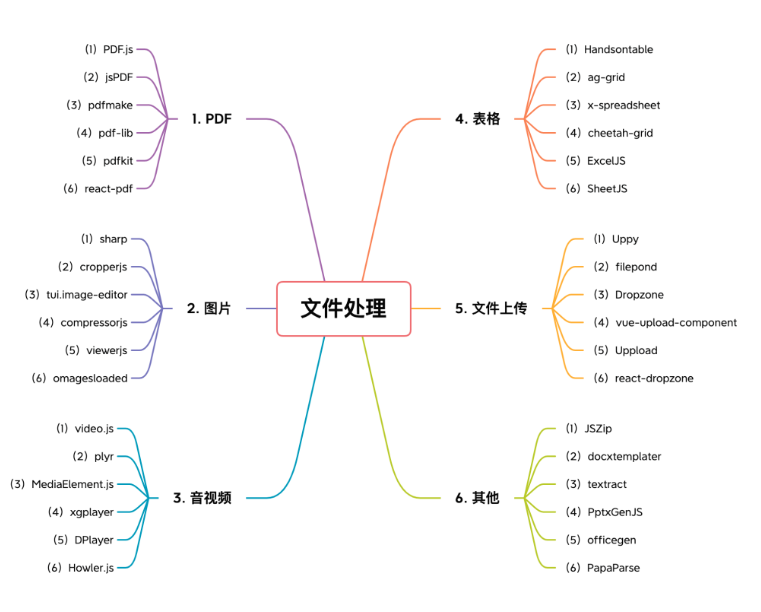 文件处理
1. PDF
（1）PDF.js
（2）jsPDF
（3）pdfmake
（4）pdf-lib
（5）pdfkit
（6）react-pdf
2. 图片
（1）sharp
（2）cropperjs
（3）tui.image-editor
（4）compressorjs
（5）viewerjs
（6）omagesloaded
3. 音视频
（1）video.js
（2）plyr
（3）MediaElement.js
（4）xgplayer
（5）DPlayer
（6）Howler.js
4. 表格
（1）Handsontable
（2）ag-grid
（3）x-spreadsheet
（4）cheetah-grid
（5）ExcelJS
（6）SheetJS
5. 文件上传
（1）Uppy
（2）filepond
（3）Dropzone
（4）vue-upload-component
（5）Uppload
（6）react-dropzone
6. 其他
（1）JSZip
（2）docxtemplater
（3）textract
（4）PptxGenJS
（5）officegen
（6）PapaParse